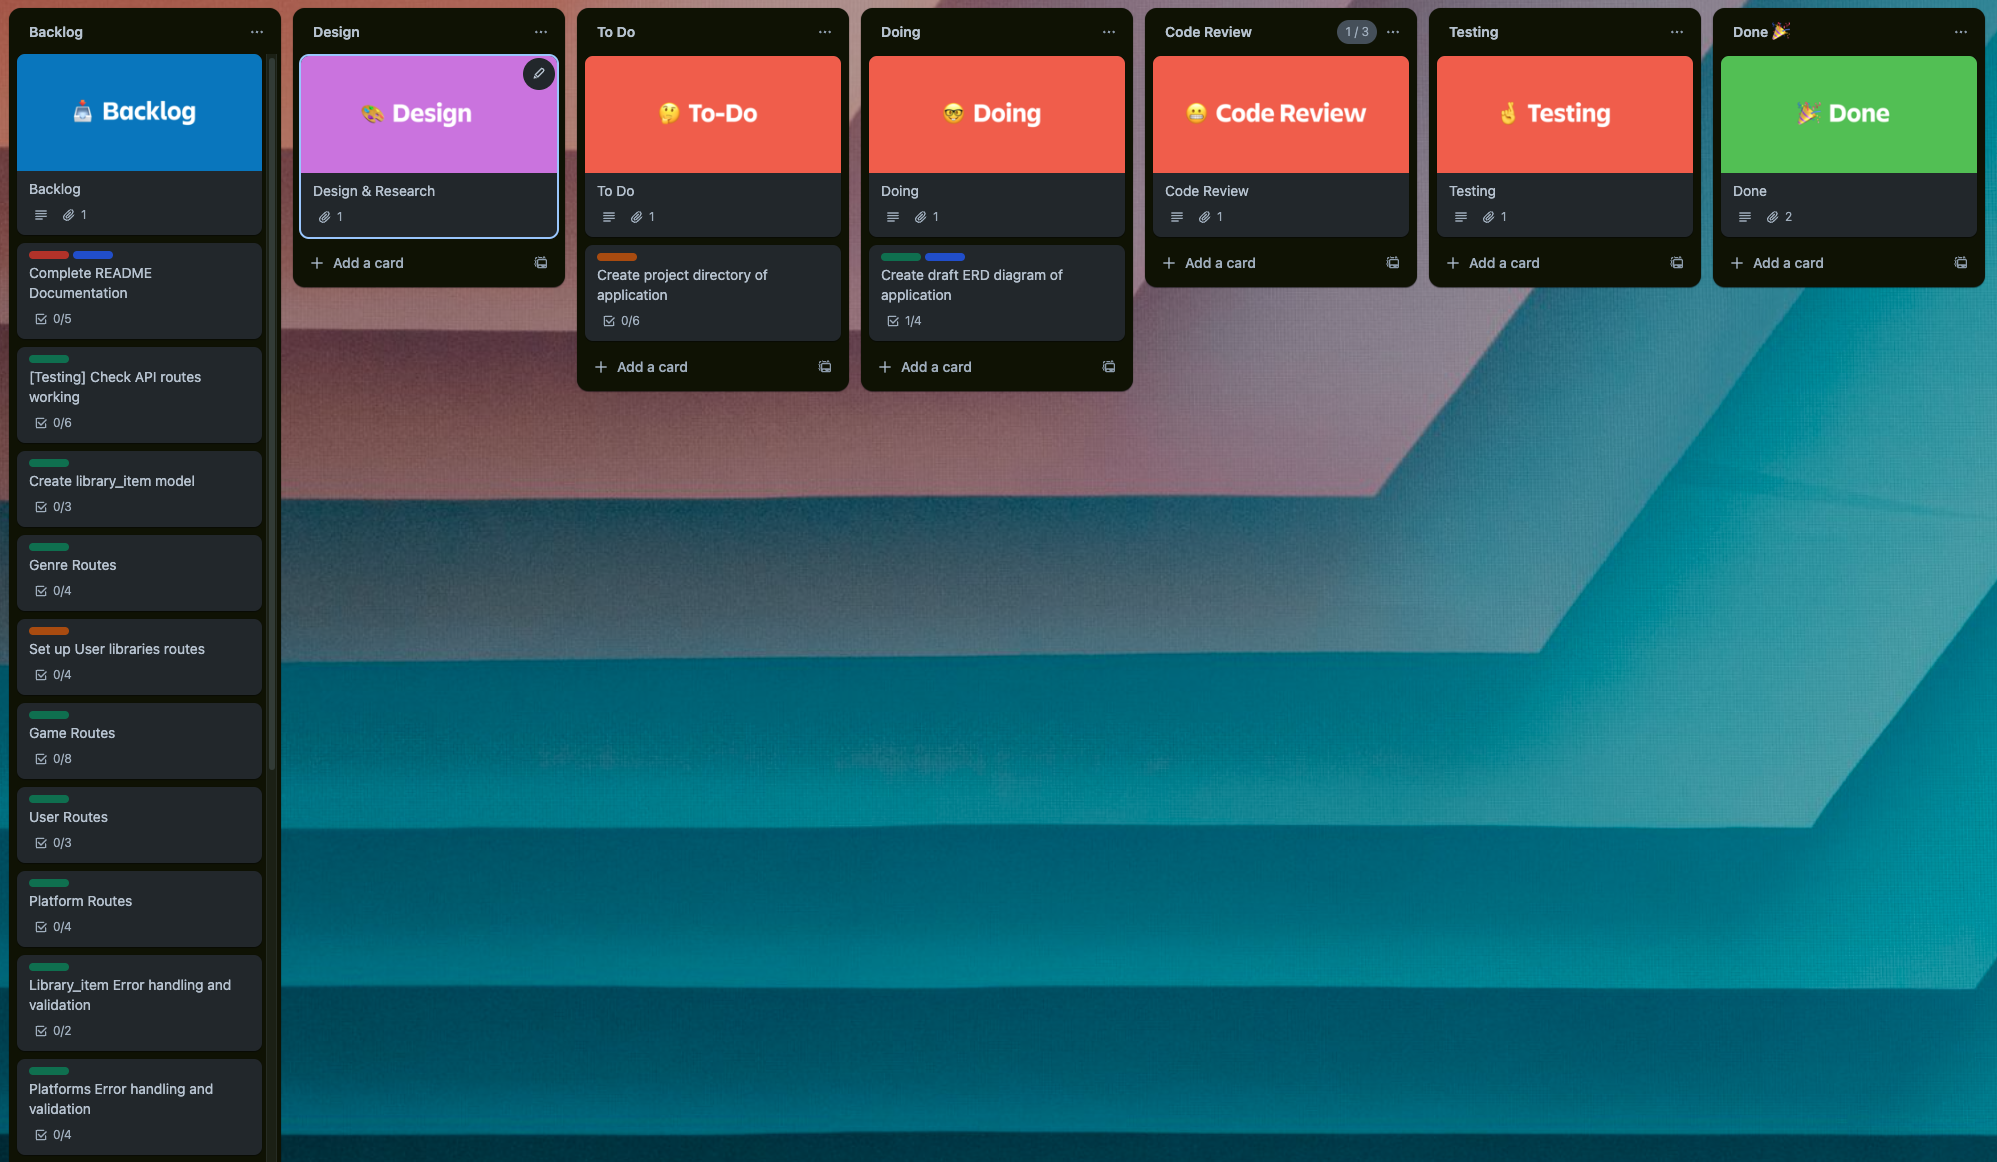 Backlog
Backlog
Backlog
1
Complete README
Documentation
0/5
[Testing] Check API routes
working
0/6
Create library_item model
0/3
Genre Routes
0/4
Set up User libraries routes
0/4
Game Routes
0/8
User Routes
0/3
Platform Routes
0/4
Library_item Error handling and
validation
0/2
Platforms Error handling and
validation
0/4
Design
Design
Design & Research
1
Add a card
To Do
To-Do
To Do
1
Create project directory of
application
0/6
Add a card
Doing
Doing
Doing
1
Create draft ERD diagram of
application
1/4
Add a card
Code Review
1 / 3
Code Review
Code Review
1
Add a card
Testing
Testing
Testing
1
Add a card
Done 🎉
Done
Done
2
Add a card